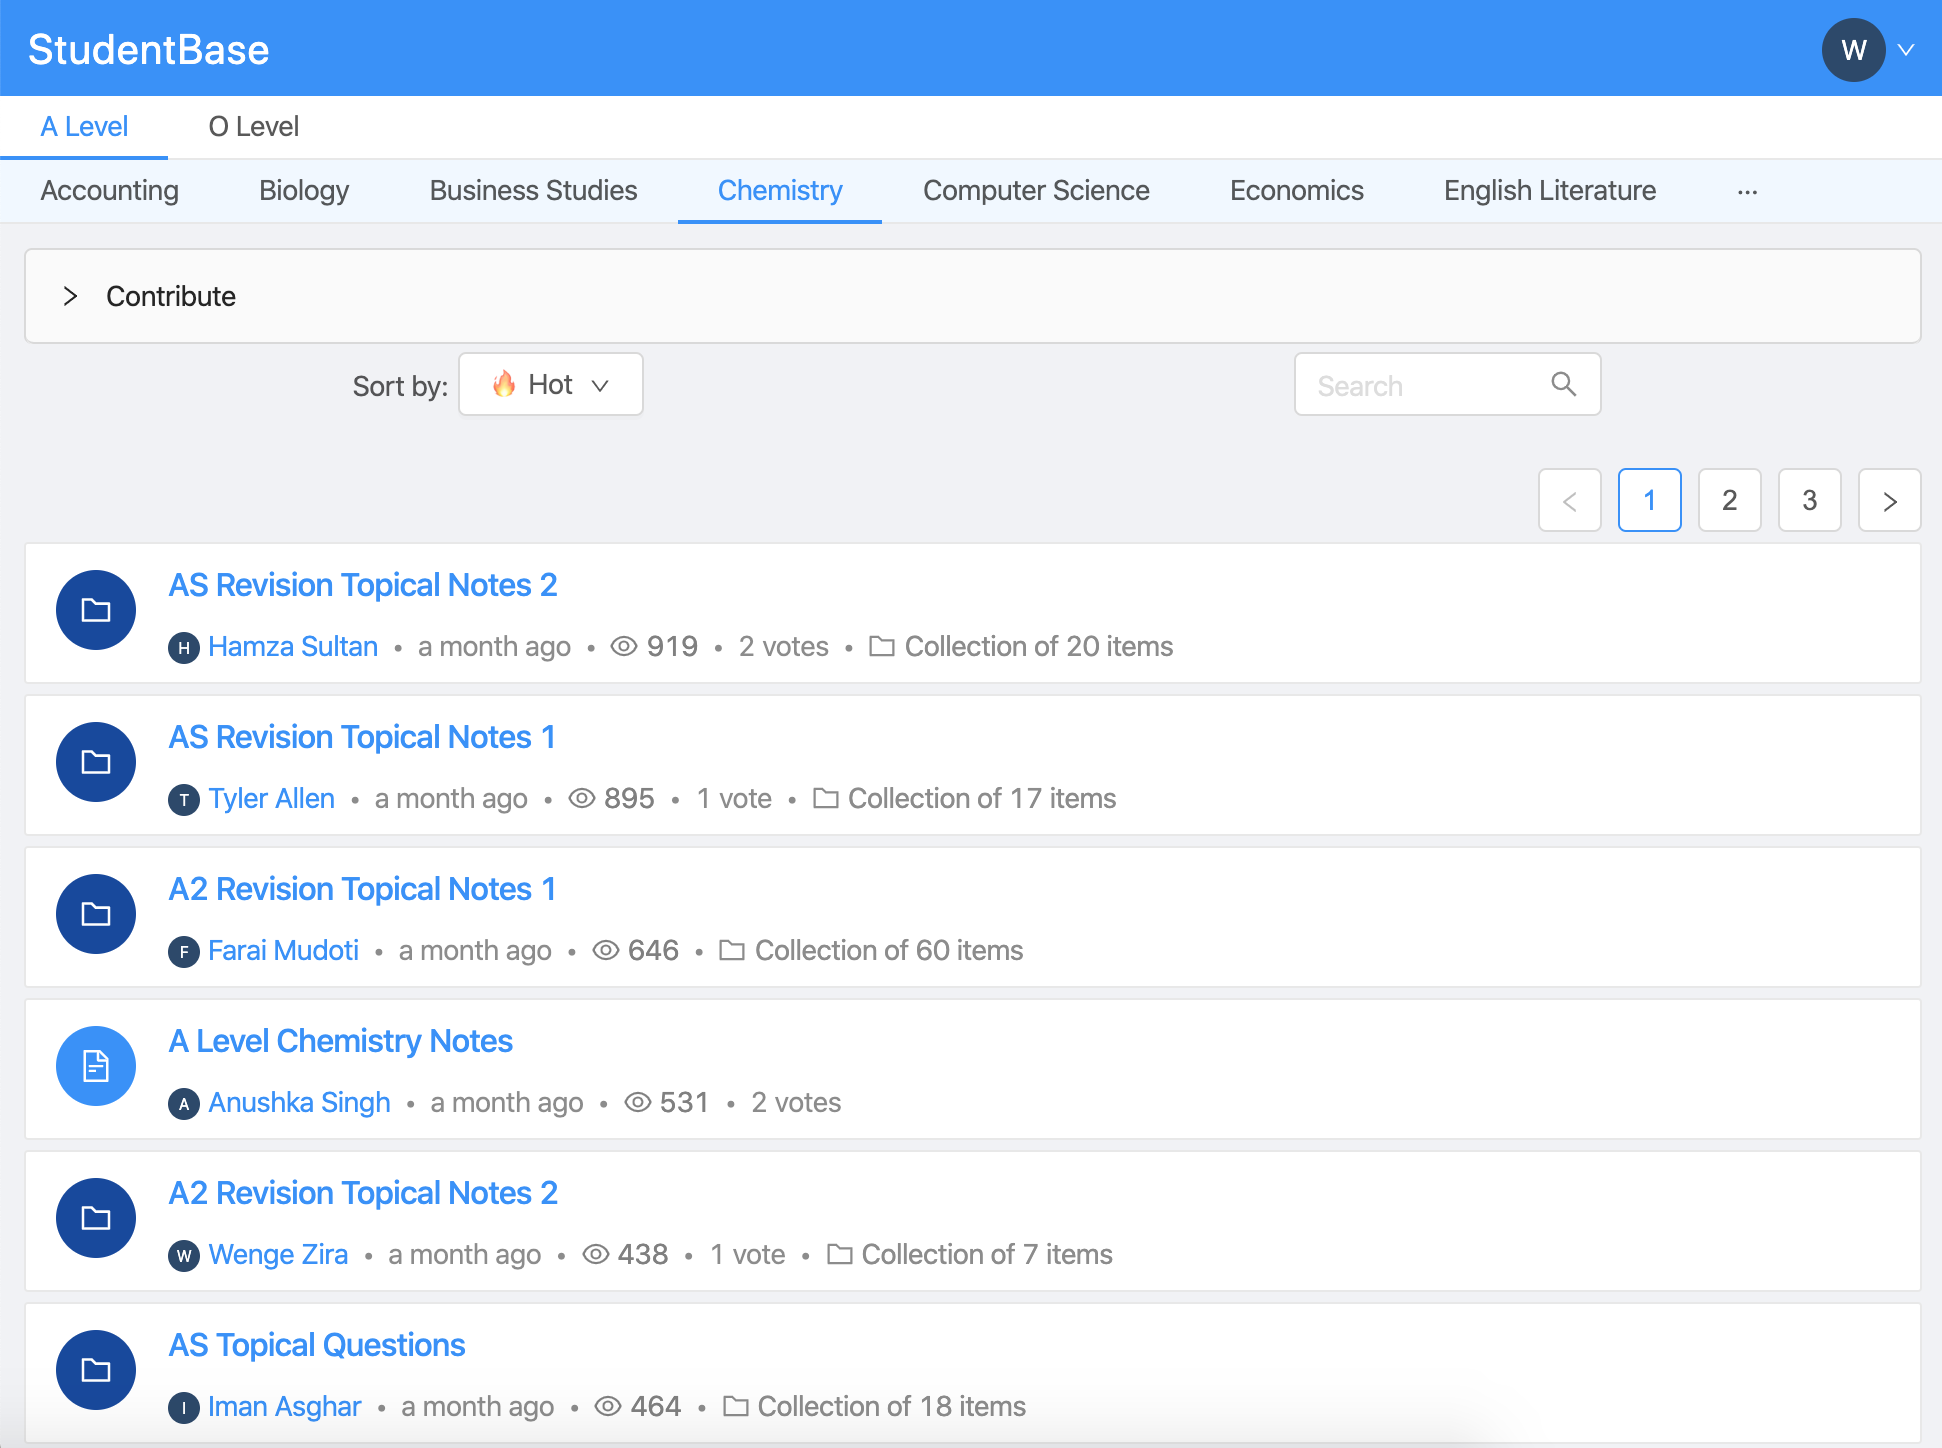 StudentBase
W
A Level O Level
Accounting Biology Business Studies Chemistry Computer Science Economics English Literature ···
Contribute
Sort by: 🔥 Hot Search
< 1 2 3 >
AS Revision Topical Notes 2
H Hamza Sultan • a month ago • 919 • 2 votes • Collection of 20 items
AS Revision Topical Notes 1
T Tyler Allen • a month ago • 895 • 1 vote • Collection of 17 items
A2 Revision Topical Notes 1
F Farai Mudoti • a month ago • 646 • Collection of 60 items
A Level Chemistry Notes
A Anushka Singh • a month ago • 531 • 2 votes
A2 Revision Topical Notes 2
W Wenge Zira • a month ago • 438 • 1 vote • Collection of 7 items
AS Topical Questions
I Iman Asghar • a month ago • 464 • Collection of 18 items